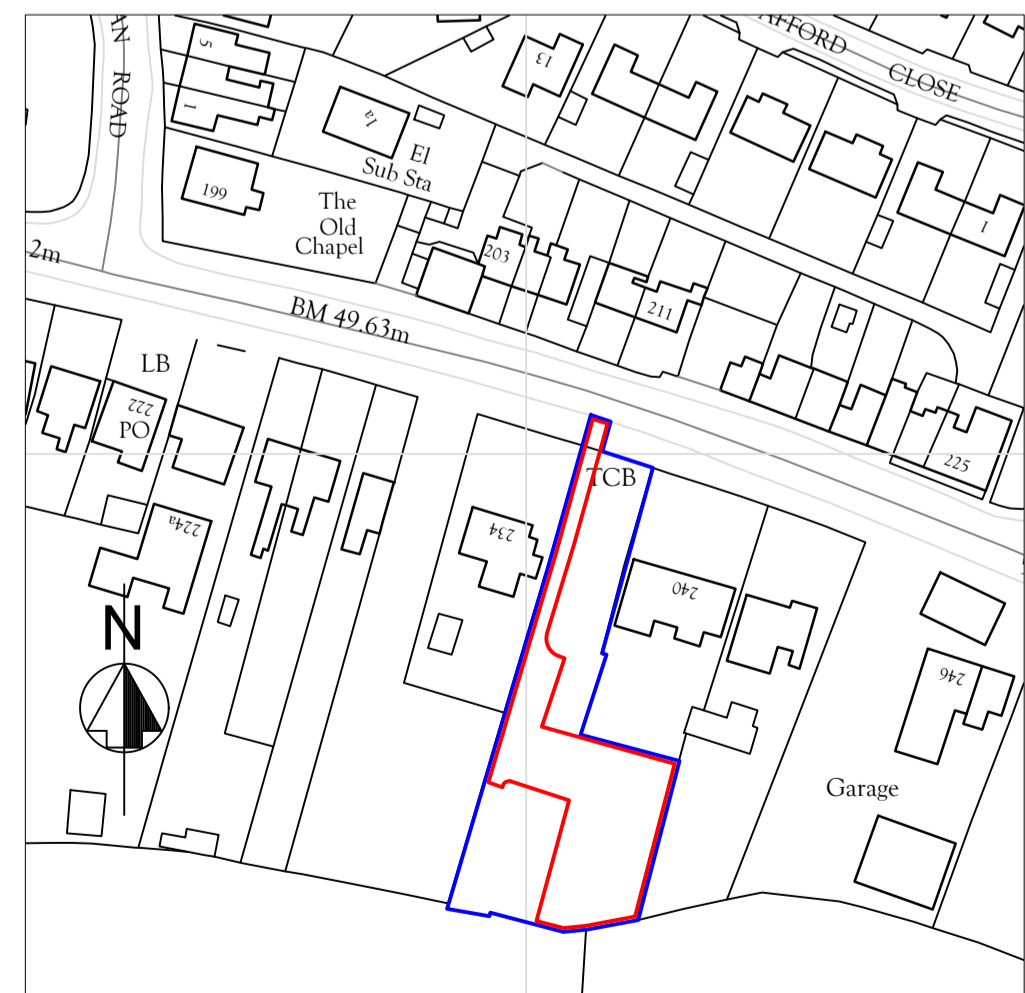 AN
ROAD
AFFORD
CLOSE
5
1
1a
13
El
Sub Sta
199
The
Old
Chapel
203
211
1
2m
BM 49.63m
LB
222
PO
225
TCB
224a
234
240
246
N
Garage